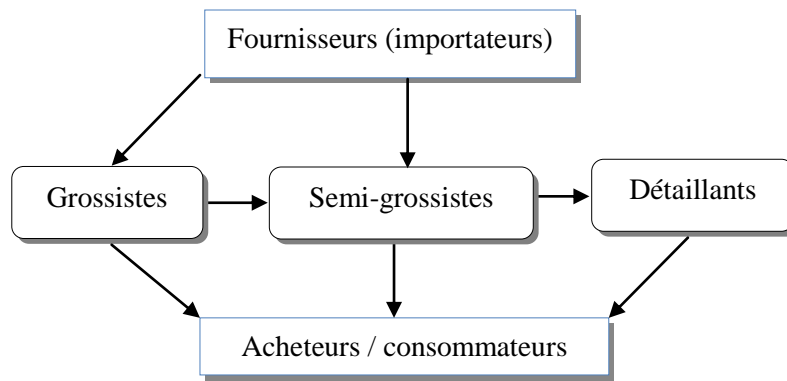 Fournisseurs (importateurs)
Grossistes
Semi-grossistes
Détaillants
Acheteurs / consommateurs